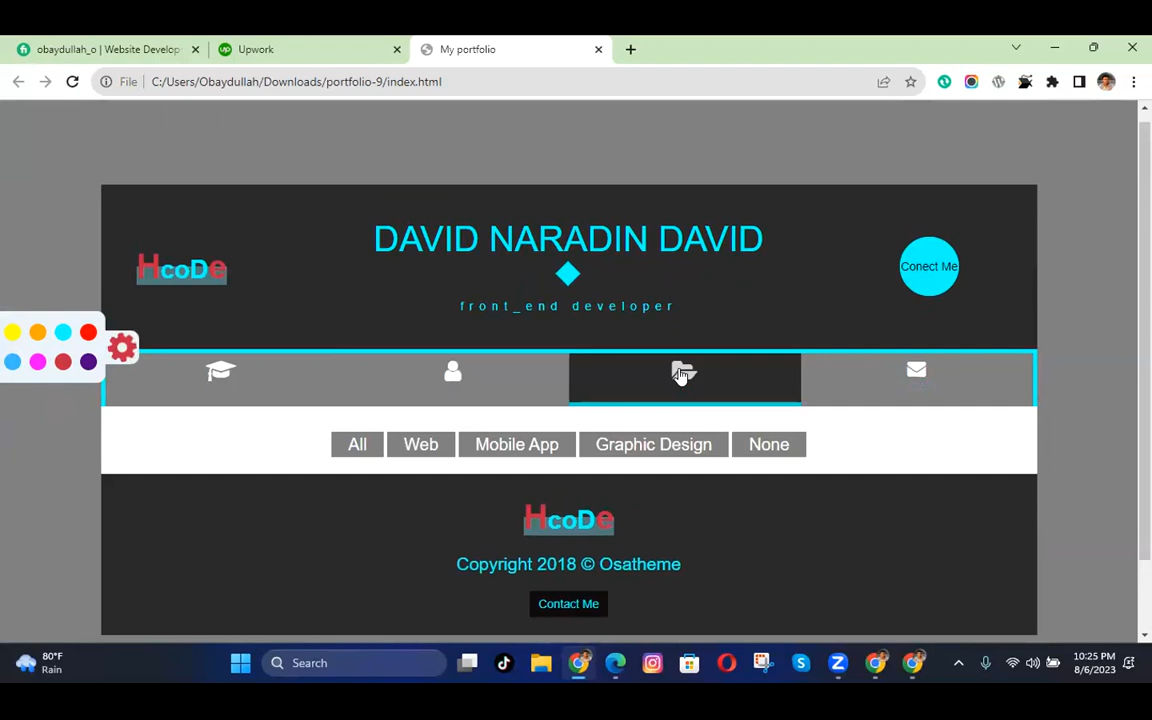 obaydullah_o | Website Develop
Upwork
My portfolio
File
C:/Users/Obaydullah/Downloads/portfolio-9/index.html
DAVID NARADIN DAVID
HcoDe
Conect Me
front_end developer
All
Web
Mobile App
Graphic Design
None
HcoDe
Copyright 2018 © Osatheme
Contact Me
80°F
Rain
Search
10:25 PM
8/6/2023